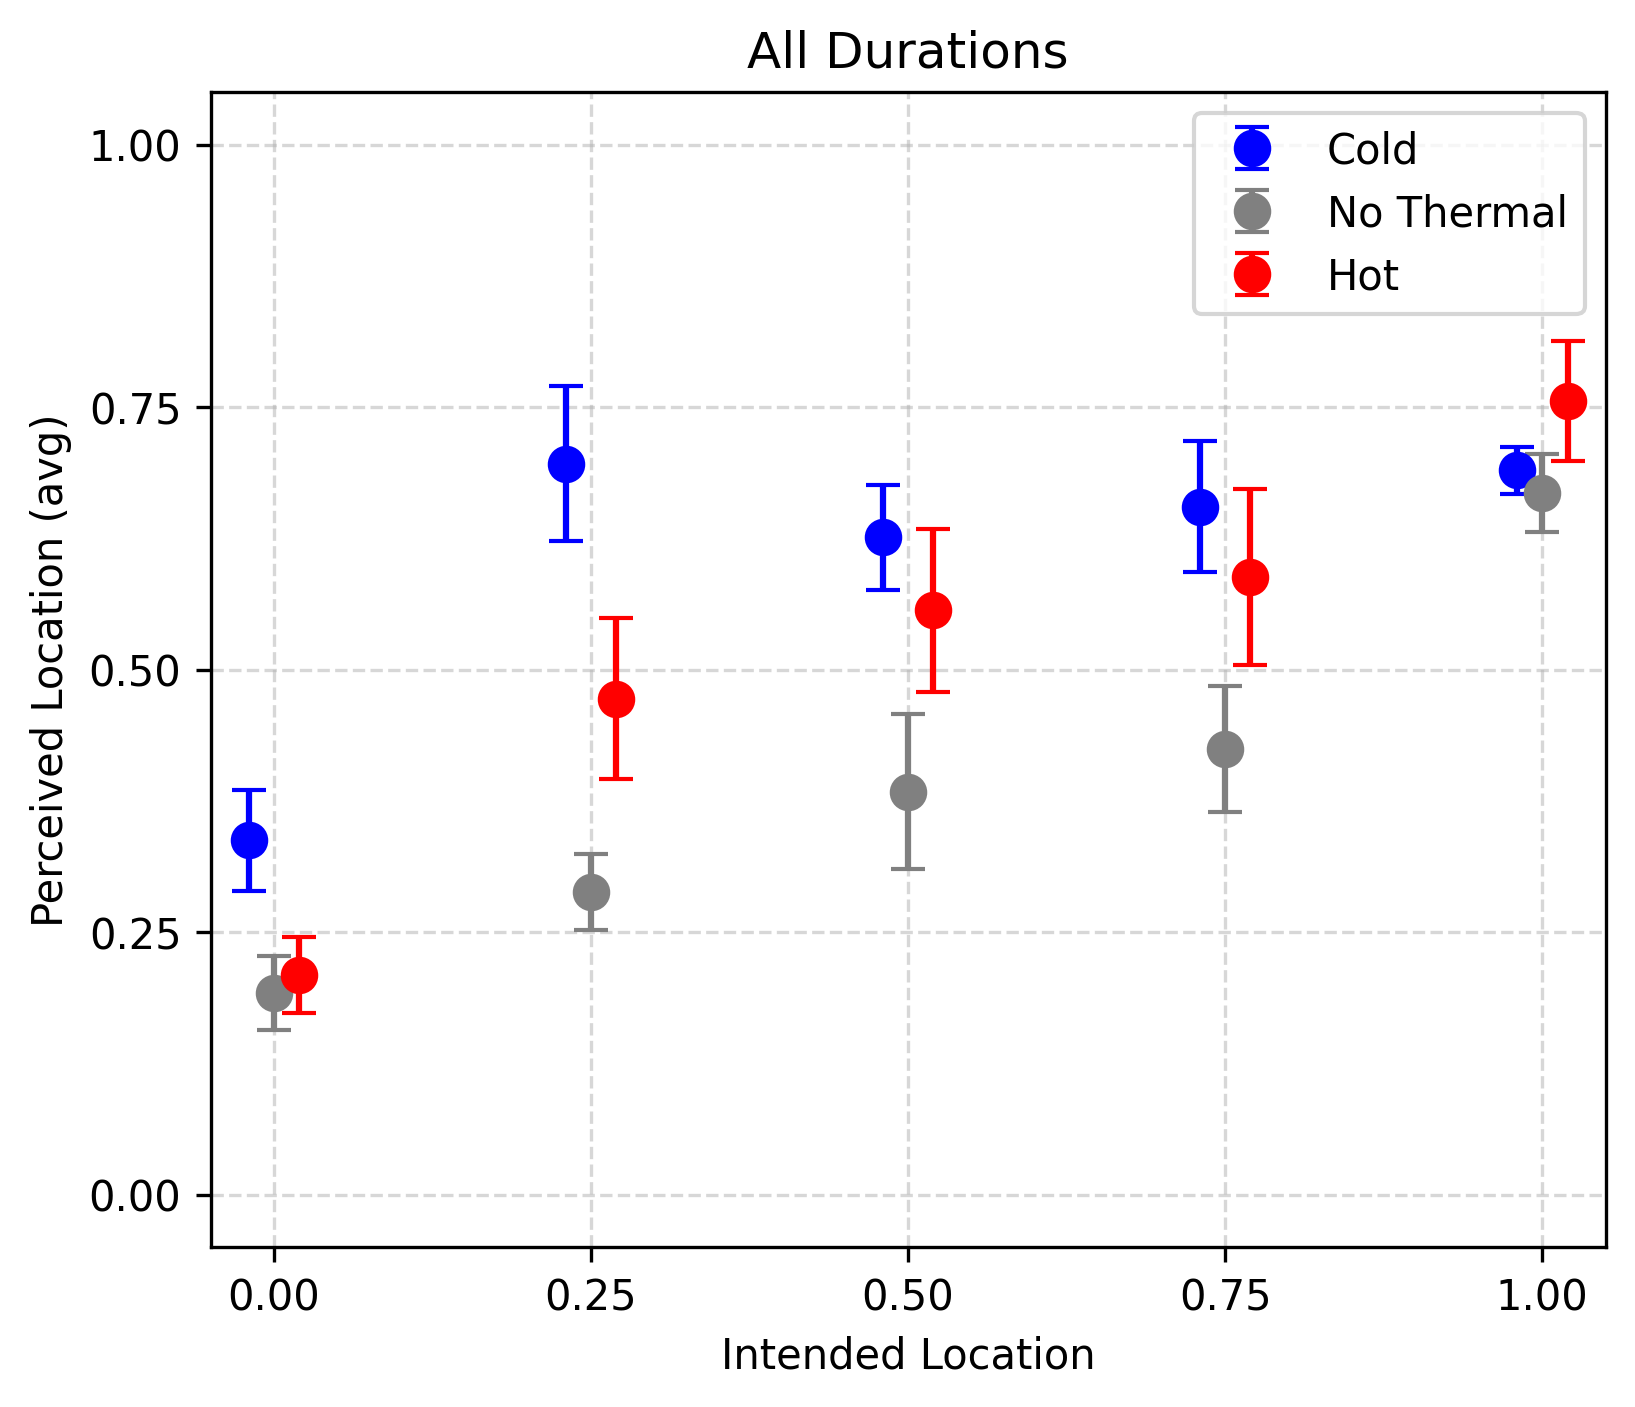 All Durations
Cold
No Thermal
Hot
1.00
0.75
0.50
0.25
0.00
Perceived Location (avg)
0.00 0.25 0.50 0.75 1.00
Intended Location